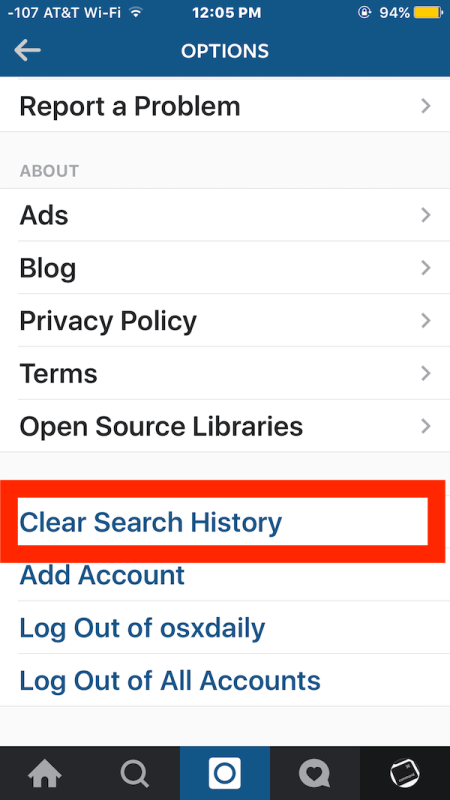 -107 AT&T Wi-Fi 12:05 PM 94%
OPTIONS
Report a Problem
ABOUT
Ads
Blog
Privacy Policy
Terms
Open Source Libraries
Clear Search History
Add Account
Log Out of osxdaily
Log Out of All Accounts